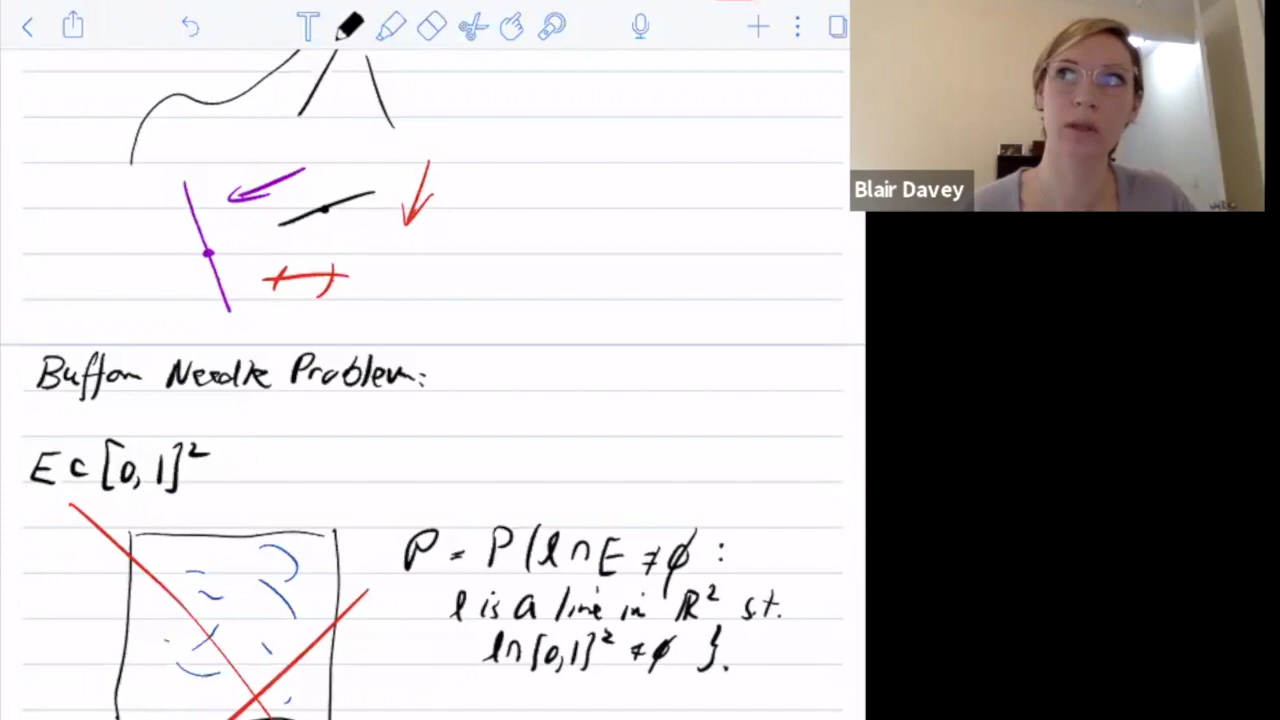 Blair Davey
Buffon Needle Problem:
E ⊂ [0, 1]²
P = P(l ∩ E ≠ ∅ :
l is a line in ℝ² s.t.
l ∩ [0,1]² ≠ ∅ }.